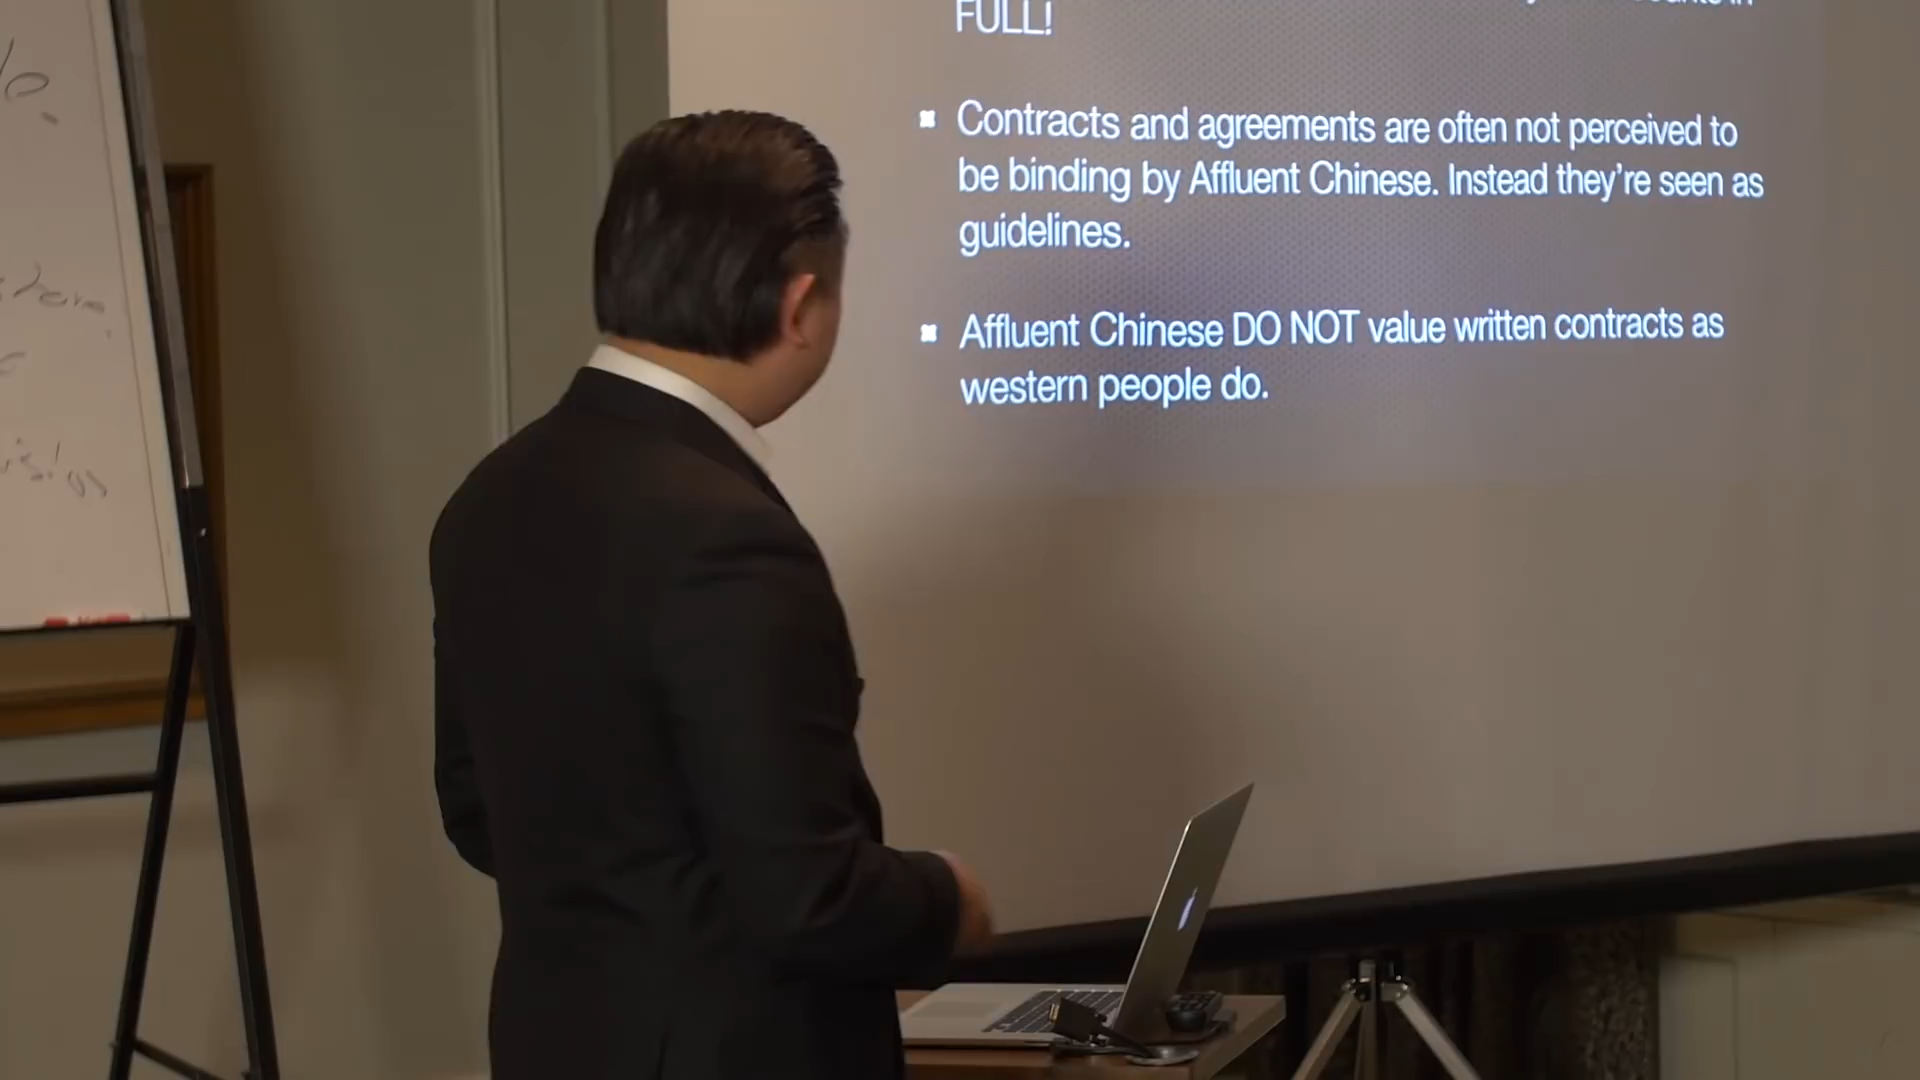 FULL!
Contracts and agreements are often not perceived to
be binding by Affluent Chinese. Instead they're seen as
guidelines.
Affluent Chinese DO NOT value written contracts as
western people do.